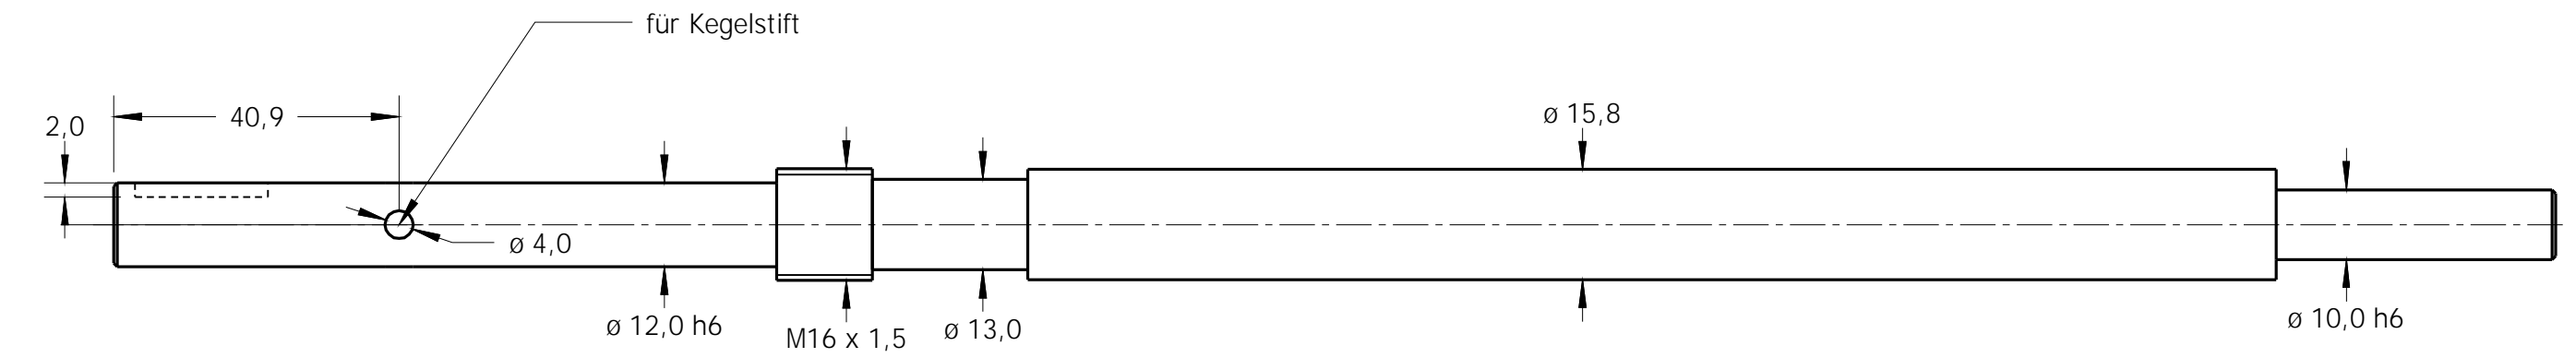 für Kegelstift
40,9
2,0
ø 15,8
ø 4,0
ø 12,0 h6
M16 x 1,5
ø 13,0
ø 10,0 h6